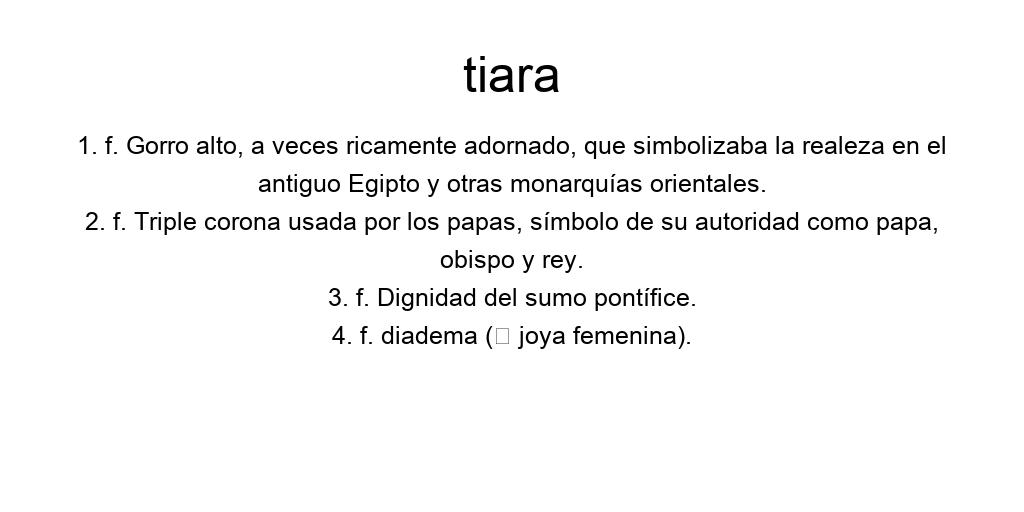 tiara
1. f. Gorro alto, a veces ricamente adornado, que simbolizaba la realeza en el
antiguo Egipto y otras monarquías orientales.
2. f. Triple corona usada por los papas, símbolo de su autoridad como papa,
obispo y rey.
3. f. Dignidad del sumo pontífice.
4. f. diadema (□ joya femenina).